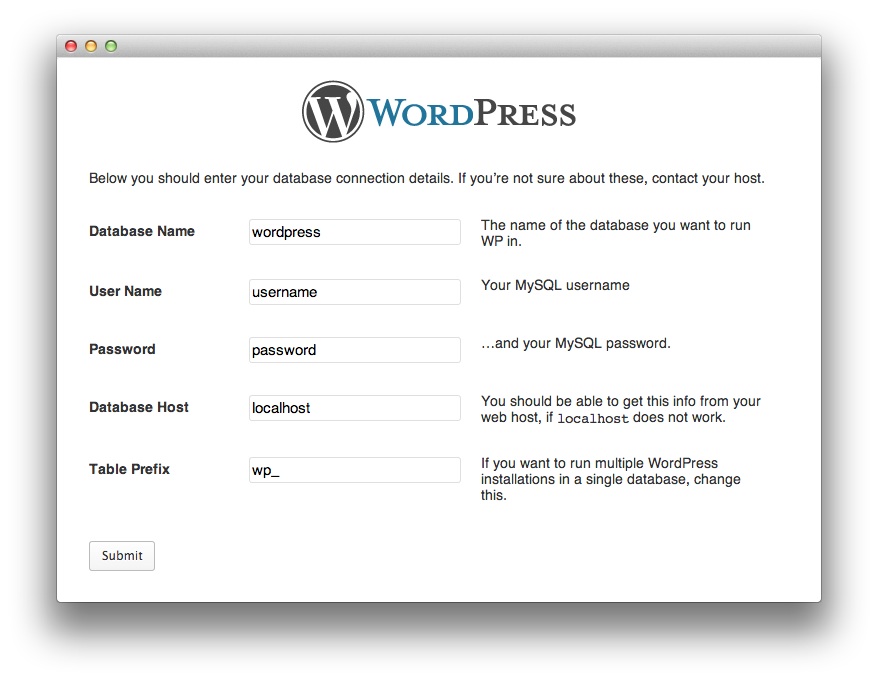 WORDPRESS
Below you should enter your database connection details. If you’re not sure about these, contact your host.
Database Name
wordpress
The name of the database you want to run
WP in.
User Name
username
Your MySQL username
Password
password
…and your MySQL password.
Database Host
localhost
You should be able to get this info from your
web host, if localhost does not work.
Table Prefix
wp_
If you want to run multiple WordPress
installations in a single database, change
this.
Submit